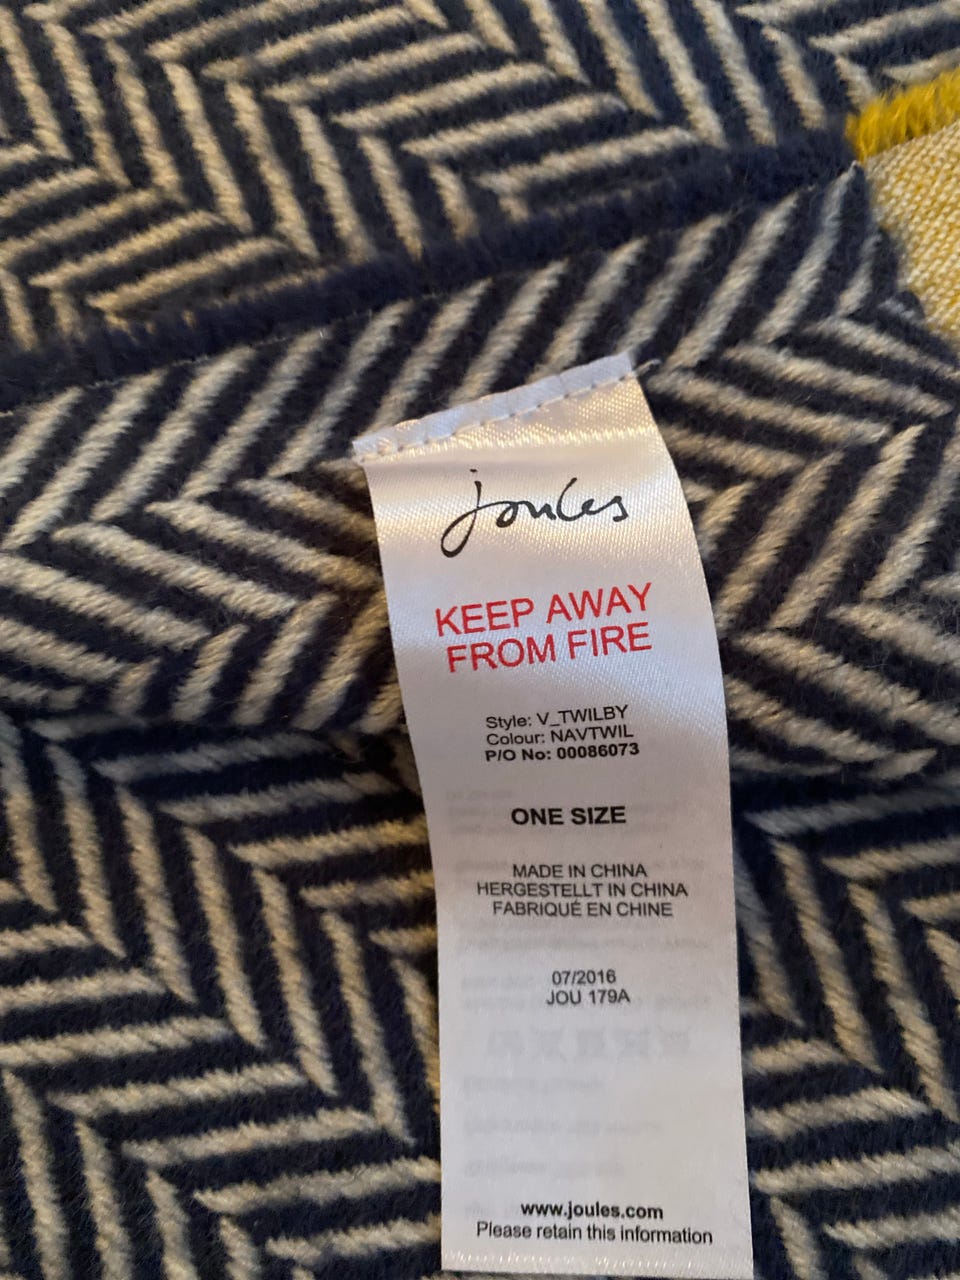 joules
KEEP AWAY
FROM FIRE
Style: V_TWILBY
Colour: NAVTWIL
P/O No: 00086073
ONE SIZE
MADE IN CHINA
HERGESTELLT IN CHINA
FABRIQUÉ EN CHINE
07/2016
JOU 179A
www.joules.com
Please retain this information